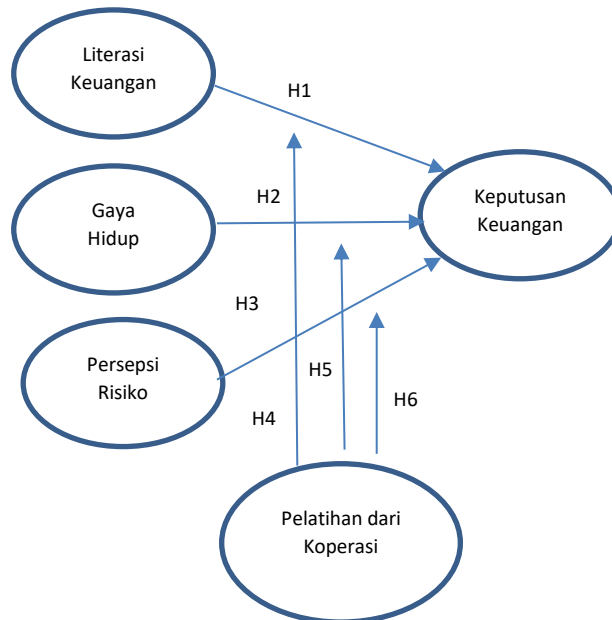 Literasi
Keuangan
H1
Gaya
Hidup
H2
Keputusan
Keuangan
Persepsi
Risiko
H3
H5
H4
H6
Pelatihan dari
Koperasi